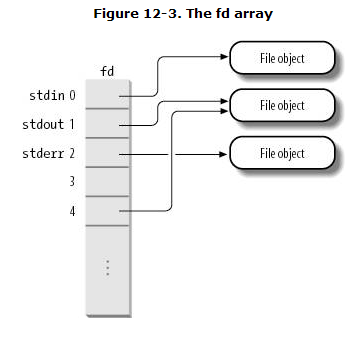 Figure 12-3. The fd array
fd
File object
stdin 0
File object
stdout 1
stderr 2
File object
3
4
⋮